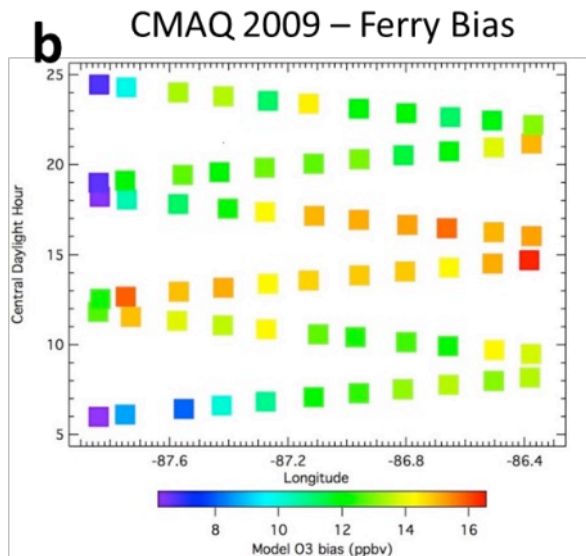 CMAQ 2009 – Ferry Bias
b
25
20
15
10
5
Central Daylight Hour
-87.6 -87.2 -86.8 -86.4
Longitude
8 10 12 14 16
Model O3 bias (ppbv)